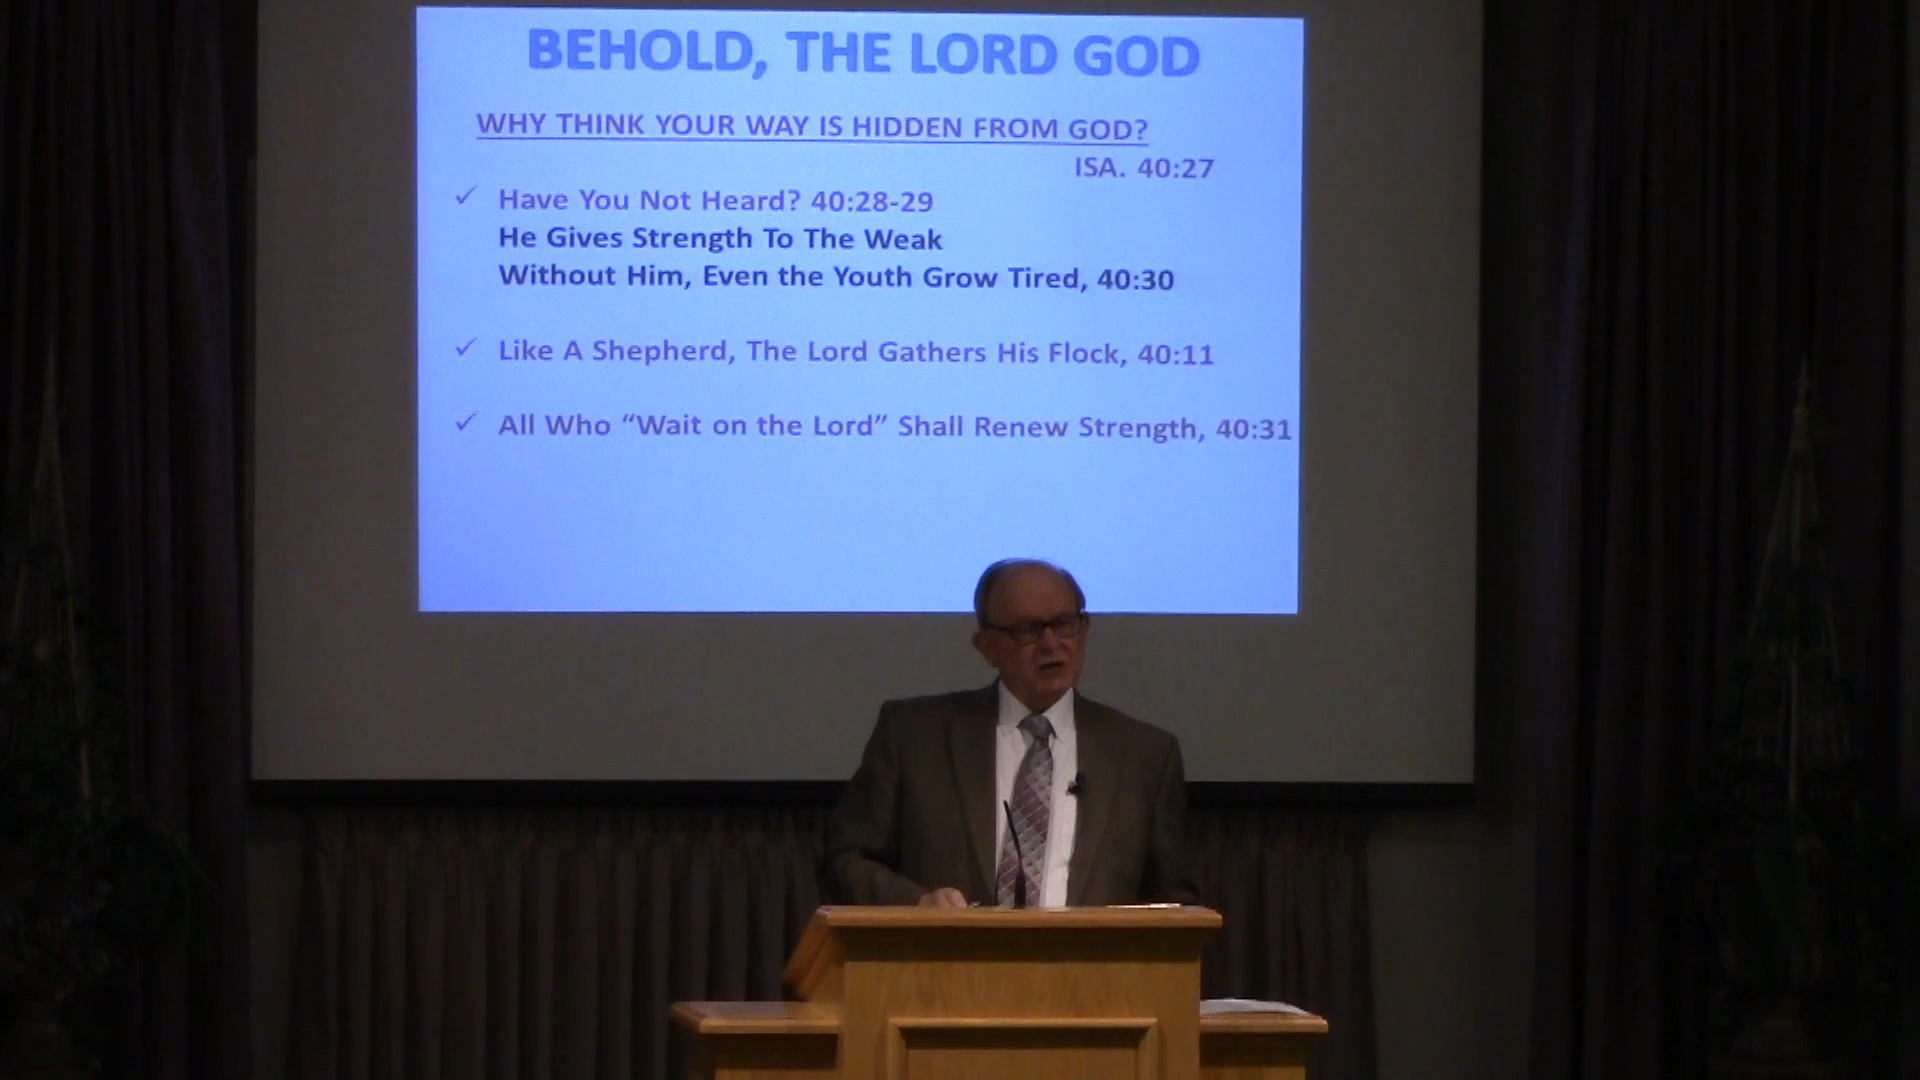 BEHOLD, THE LORD GOD
WHY THINK YOUR WAY IS HIDDEN FROM GOD?
ISA. 40:27
✓ Have You Not Heard? 40:28-29
He Gives Strength To The Weak
Without Him, Even the Youth Grow Tired, 40:30
✓ Like A Shepherd, The Lord Gathers His Flock, 40:11
✓ All Who “Wait on the Lord” Shall Renew Strength, 40:31